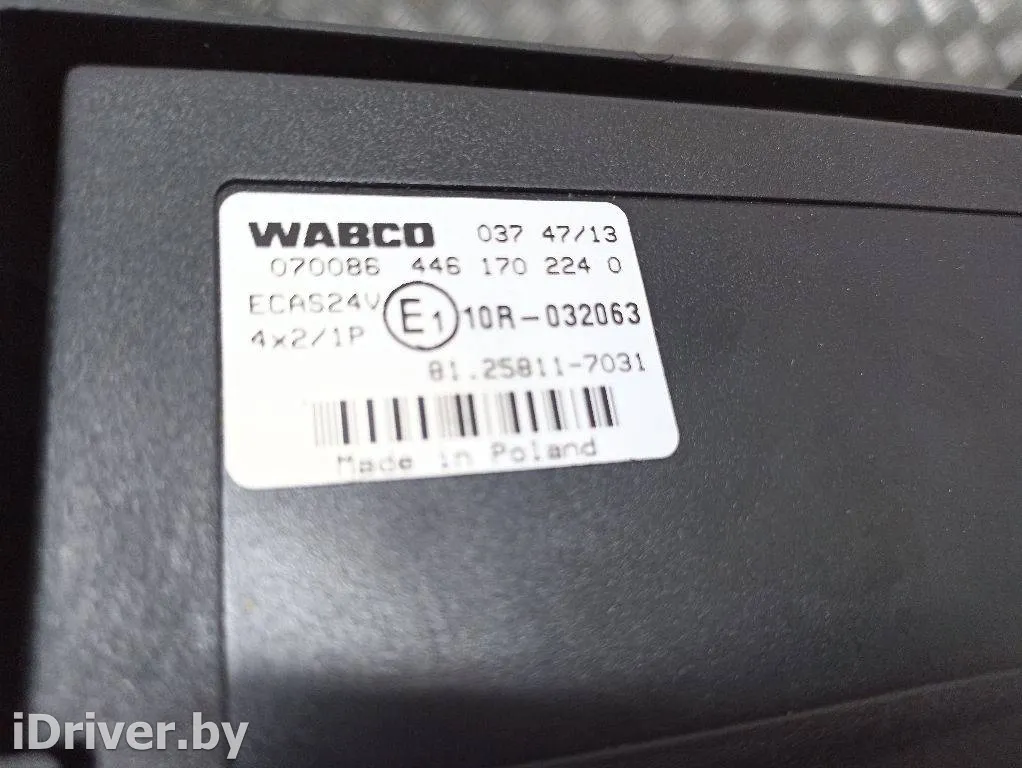 WABCO 037 47/13
070086 446 170 224 0
ECAS24V
4x2/1P
E1 10R-032063
81.25811-7031
Made in Poland
iDriver.by